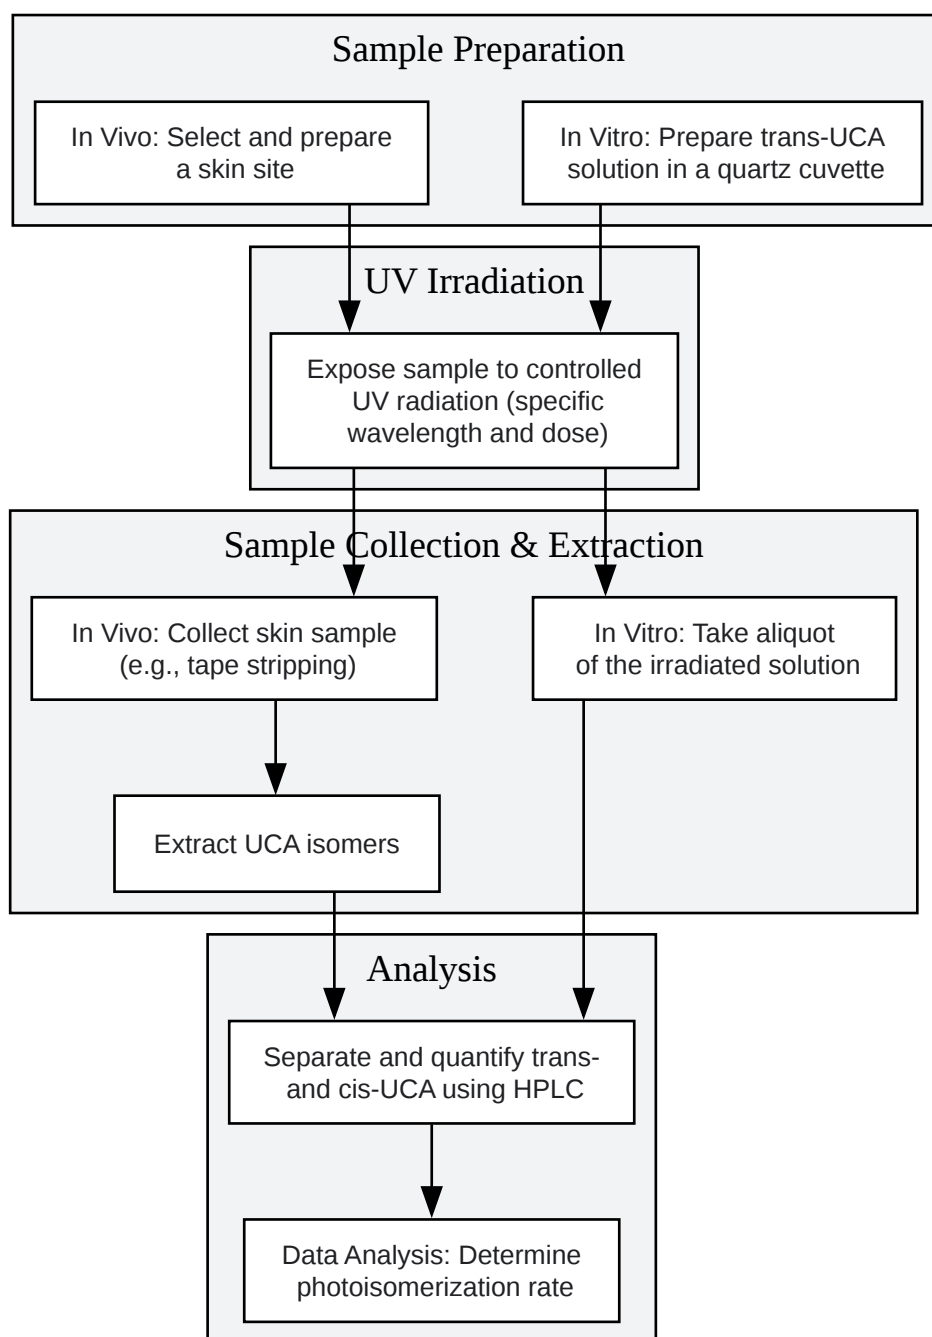 Sample Preparation
In Vivo: Select and prepare
a skin site
In Vitro: Prepare trans-UCA
solution in a quartz cuvette
UV Irradiation
Expose sample to controlled
UV radiation (specific
wavelength and dose)
Sample Collection & Extraction
In Vivo: Collect skin sample
(e.g., tape stripping)
In Vitro: Take aliquot
of the irradiated solution
Extract UCA isomers
Analysis
Separate and quantify trans-
and cis-UCA using HPLC
Data Analysis: Determine
photoisomerization rate